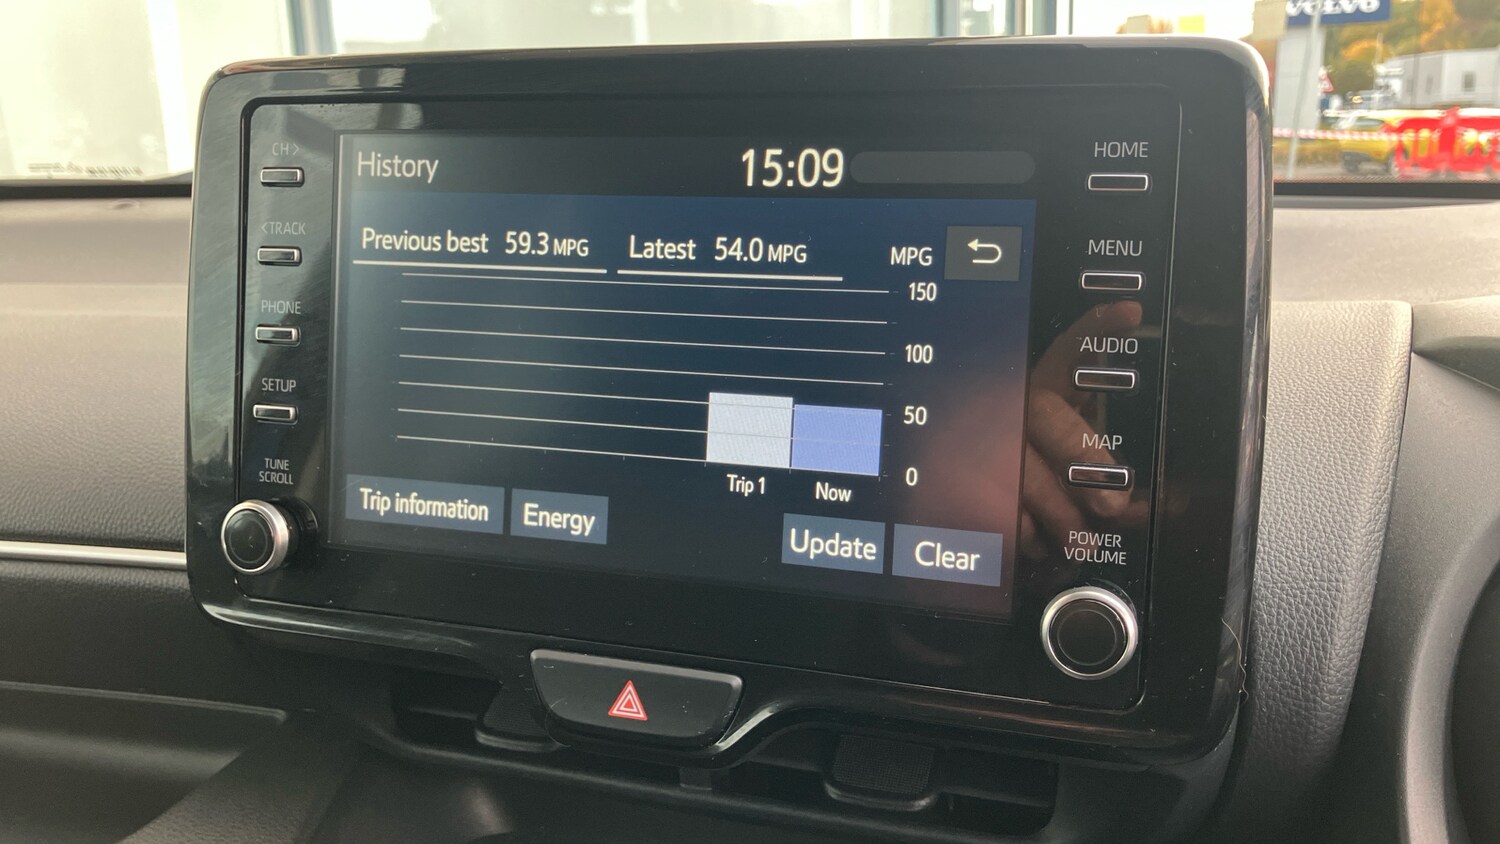 VOLVO
CH>
<TRACK
PHONE
SETUP
TUNE
SCROLL
History
15:09
Previous best 59.3 MPG
Latest 54.0 MPG
MPG
150
100
50
0
Trip 1
Now
Trip information
Energy
Update
Clear
HOME
MENU
AUDIO
MAP
POWER
VOLUME